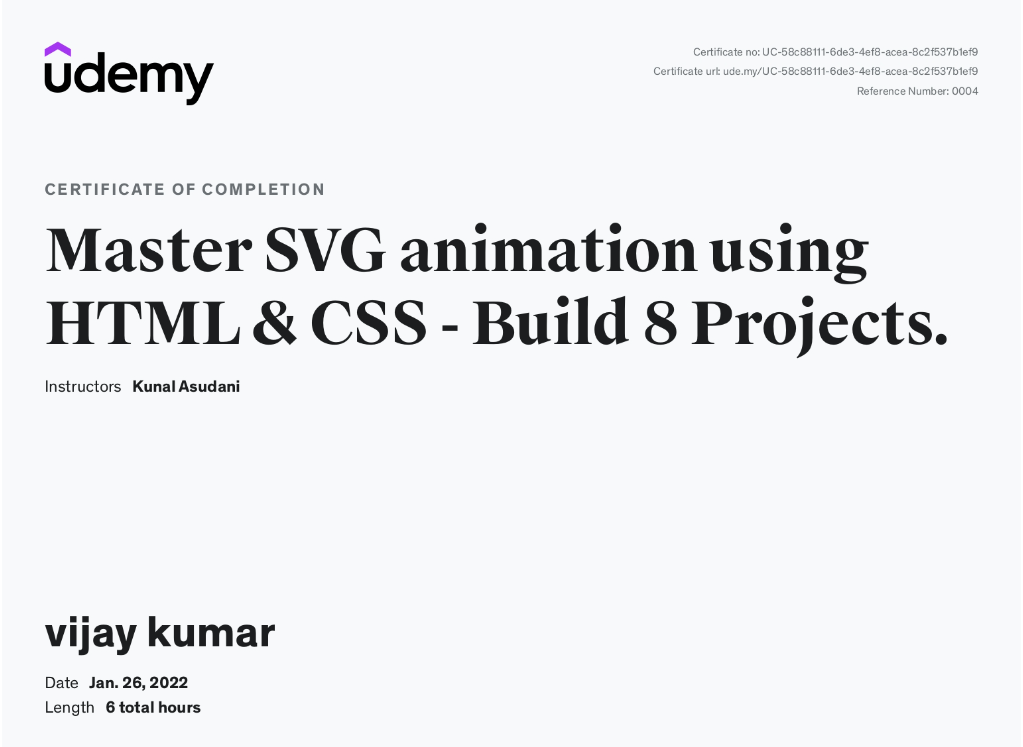 udemy
Certificate no: UC-58c88111-6de3-4ef8-acea-8c2f537b1ef9
Certificate url: ude.my/UC-58c88111-6de3-4ef8-acea-8c2f537b1ef9
Reference Number: 0004
CERTIFICATE OF COMPLETION
Master SVG animation using
HTML & CSS - Build 8 Projects.
Instructors Kunal Asudani
vijay kumar
Date Jan. 26, 2022
Length 6 total hours